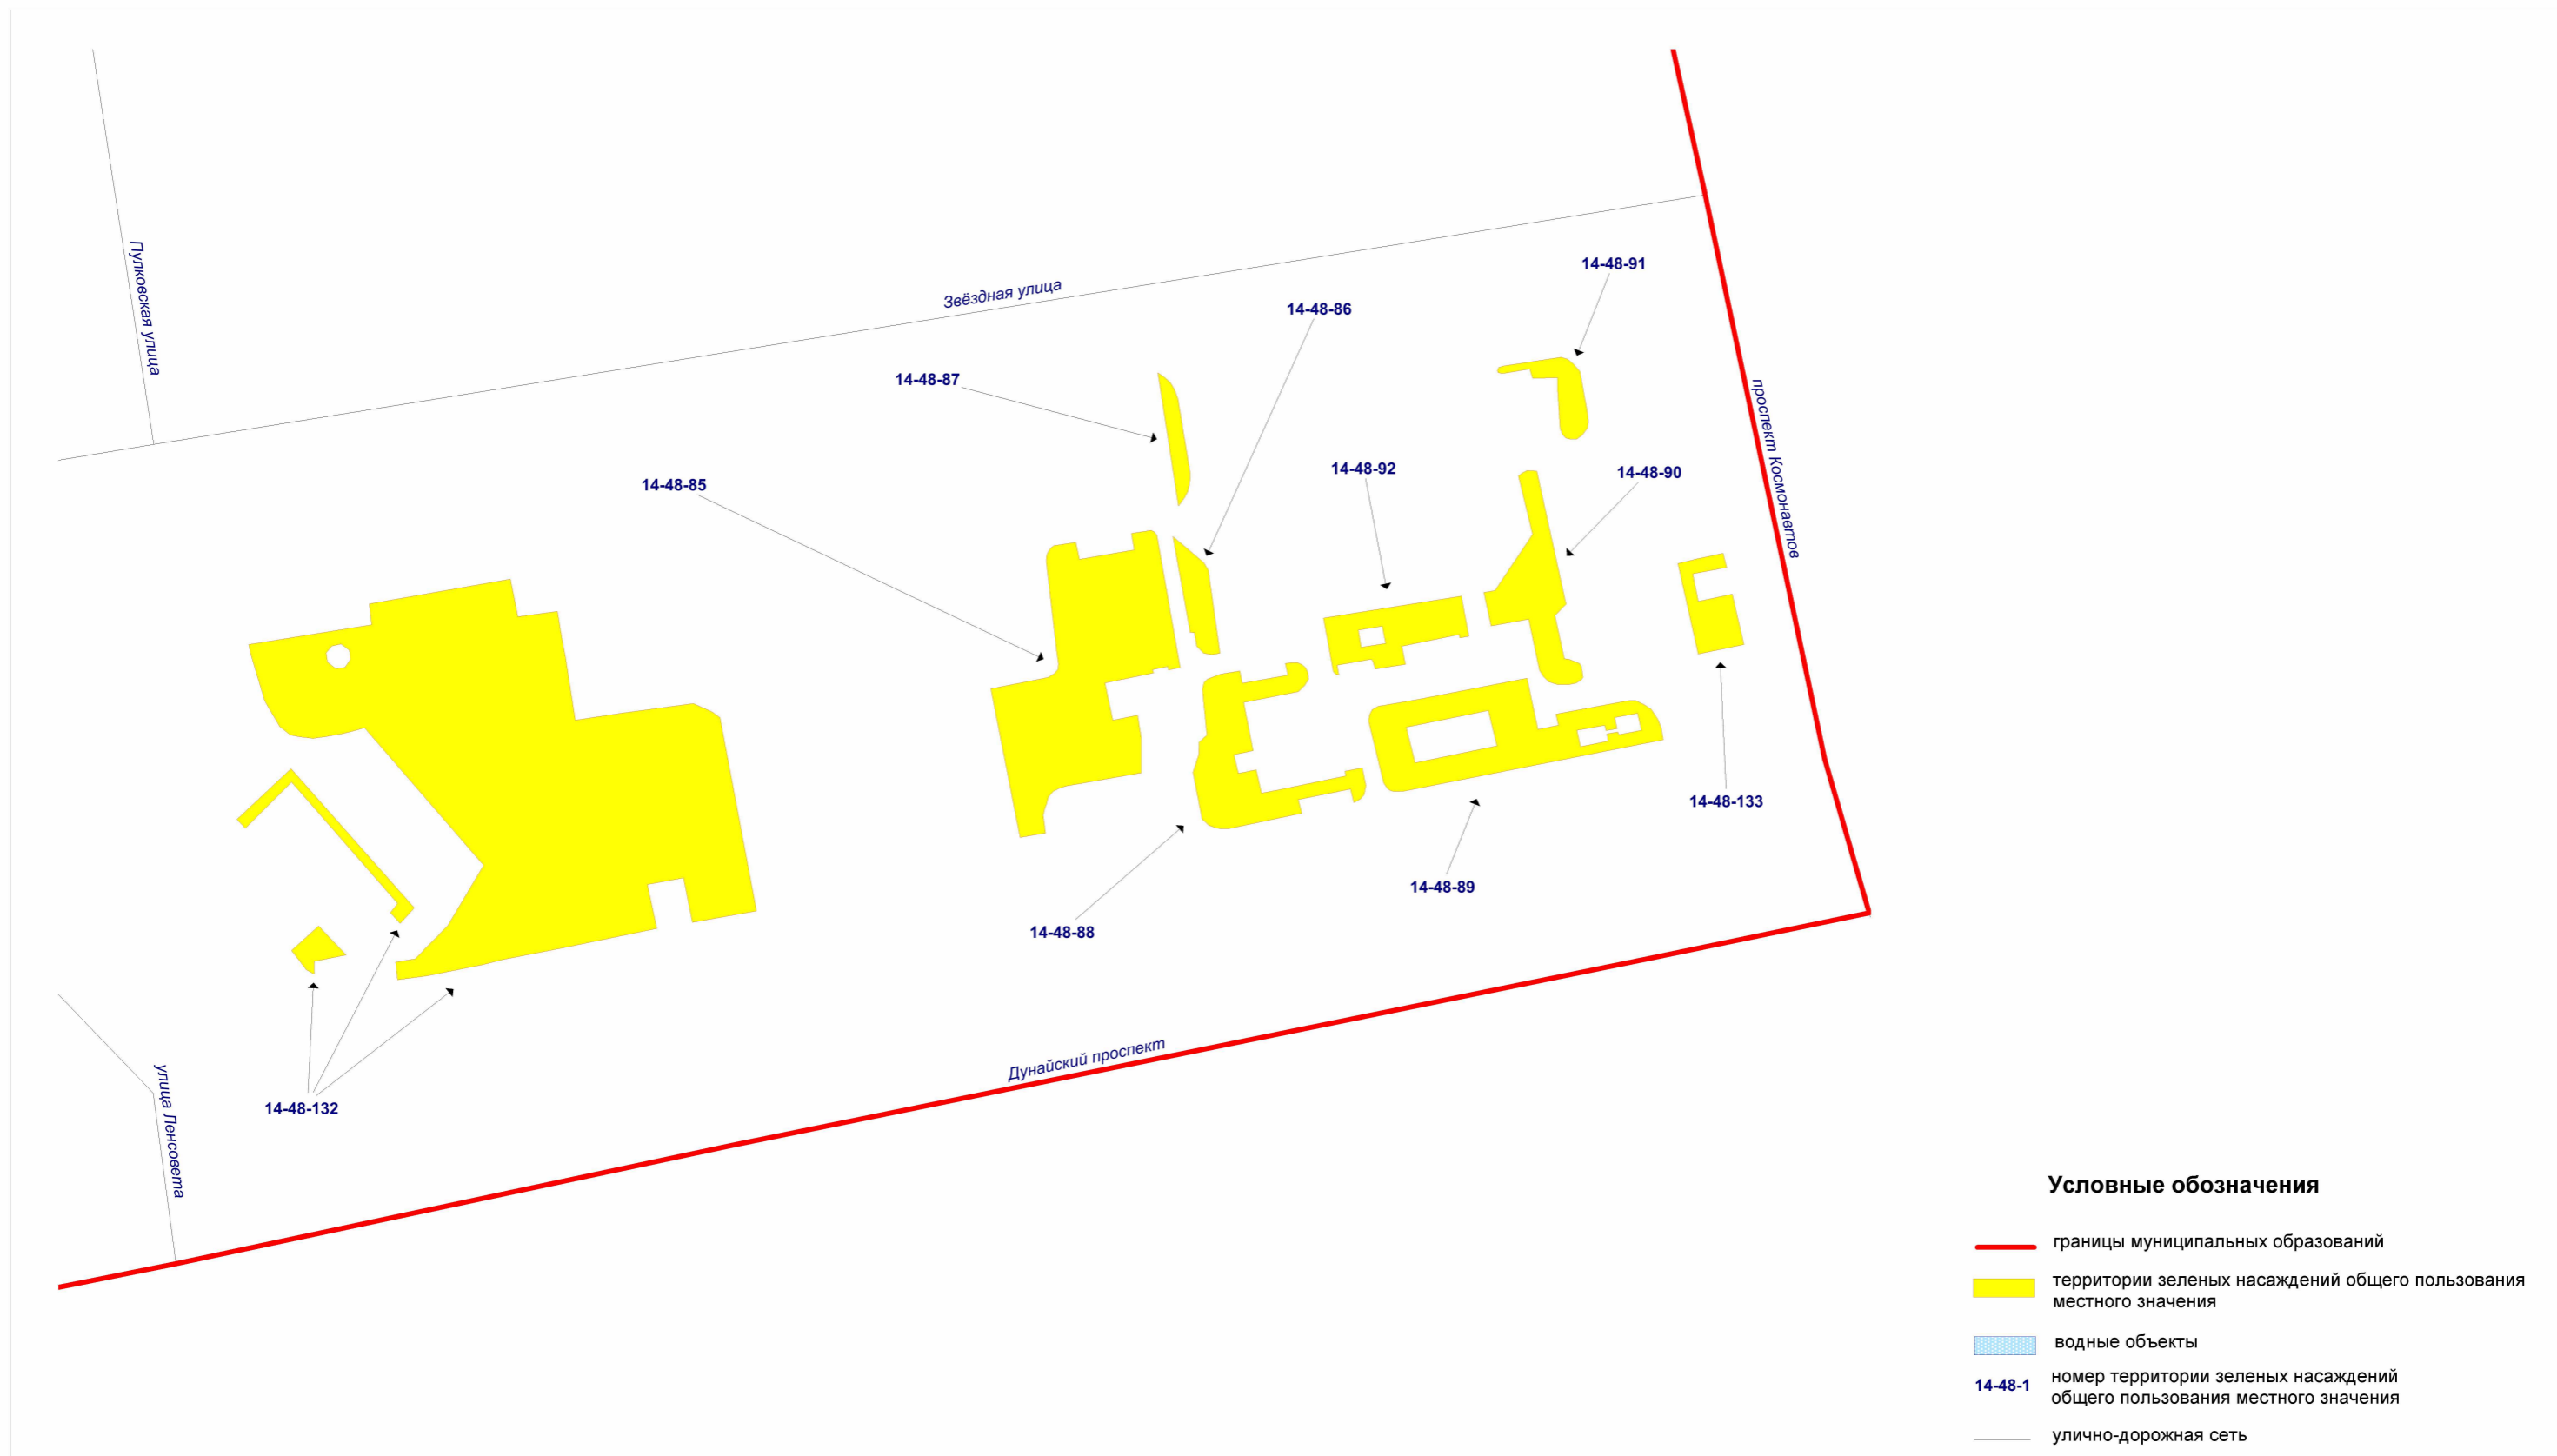 Пулковская улица
Звёздная улица
14-48-91
14-48-86
14-48-87
проспект Космонавтов
14-48-92
14-48-90
14-48-85
14-48-133
14-48-89
14-48-88
Дунайский проспект
улица Ленсовета
14-48-132
Условные обозначения
границы муниципальных образований
территории зеленых насаждений общего пользования
местного значения
водные объекты
14-48-1
номер территории зеленых насаждений
общего пользования местного значения
улично-дорожная сеть